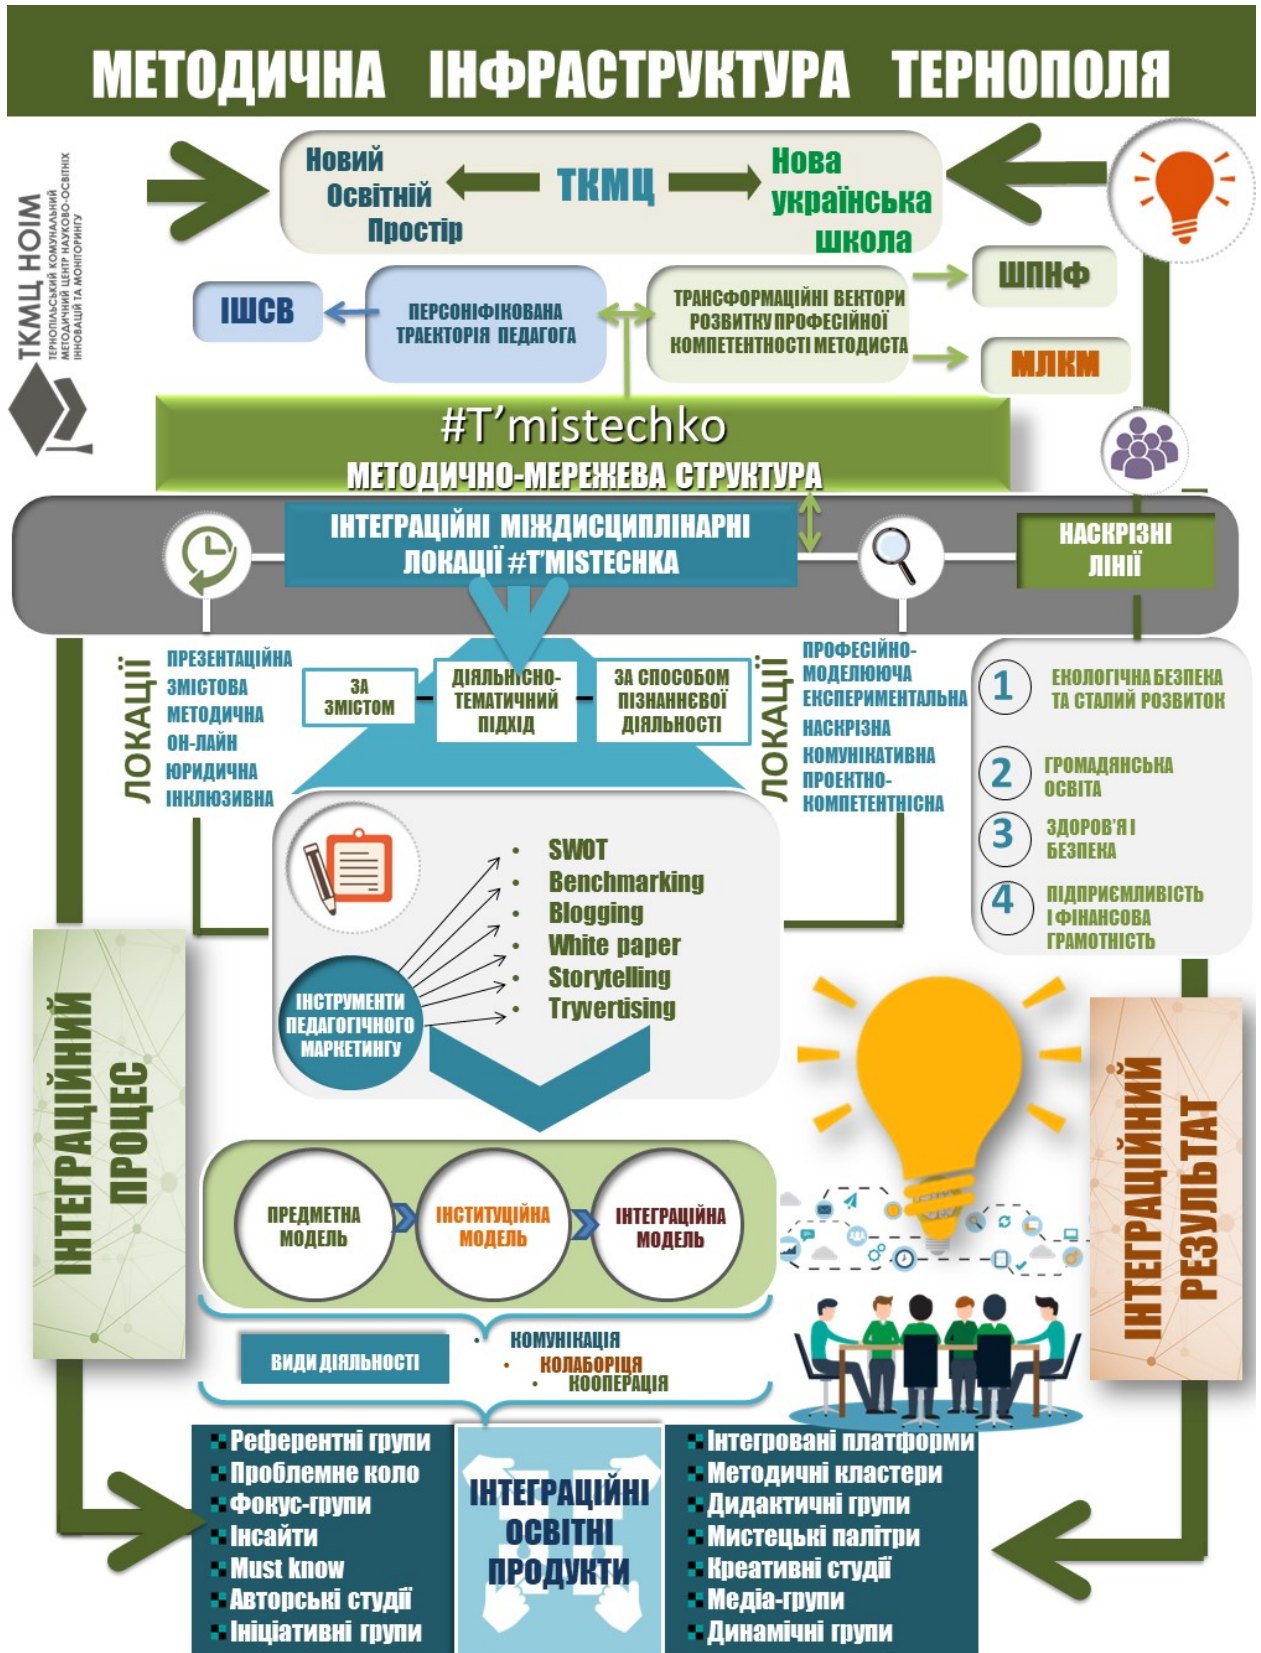 МЕТОДИЧНА ІНФРАСТРУКТУРА ТЕРНОПОЛЯ
ТКМЦ НОІМ
ТЕРНОПІЛЬСЬКИЙ КОМУНАЛЬНИЙ
МЕТОДИЧНИЙ ЦЕНТР НАУКОВО-ОСВІТНІХ
ІННОВАЦІЙ ТА МОНІТОРИНГУ
Новий
Освітній
Простір
ТКМЦ
Нова
українська
школа
ІШСВ
ПЕРСОНІФІКОВАНА
ТРАЕКТОРІЯ ПЕДАГОГА
ТРАНСФОРМАЦІЙНІ ВЕКТОРИ
РОЗВИТКУ ПРОФЕСІЙНОЇ
КОМПЕТЕНТНОСТІ МЕТОДИСТА
ШПНФ
МЛКМ
#T’mistechko
МЕТОДИЧНО-МЕРЕЖЕВА СТРУКТУРА
ІНТЕГРАЦІЙНІ МІЖДИСЦИПЛІНАРНІ
ЛОКАЦІЇ #T’MISTECHKA
НАСКРІЗНІ
ЛІНІЇ
ЛОКАЦІЇ
ПРЕЗЕНТАЦІЙНА
ЗМІСТОВА
МЕТОДИЧНА
ОН-ЛАЙН
ЮРИДИЧНА
ІНКЛЮЗИВНА
ЗА
ЗМІСТОМ
ДІЯЛЬНІСНО-
ТЕМАТИЧНИЙ
ПІДХІД
ЗА СПОСОБОМ
ПІЗНАННЄВОЇ
ДІЯЛЬНОСТІ
ЛОКАЦІЇ
ПРОФЕСІЙНО-
МОДЕЛЮЮЧА
ЕКСПЕРИМЕНТАЛЬНА
НАСКРІЗНА
КОМУНІКАТИВНА
ПРОЕКТНО-
КОМПЕТЕНТНІСНА
1
ЕКОЛОГІЧНА БЕЗПЕКА
ТА СТАЛИЙ РОЗВИТОК
2
ГРОМАДЯНСЬКА
ОСВІТА
3
ЗДОРОВ’Я І
БЕЗПЕКА
4
ПІДПРИЄМЛИВІСТЬ
І ФІНАНСОВА
ГРАМОТНІСТЬ
• SWOT
• Benchmarking
• Blogging
• White paper
• Storytelling
• Tryvertising
ІНСТРУМЕНТИ
ПЕДАГОГІЧНОГО
МАРКЕТИНГУ
ІНТЕГРАЦІЙНИЙ
ПРОЦЕС
ІНТЕГРАЦІЙНИЙ
РЕЗУЛЬТАТ
ПРЕДМЕТНА
МОДЕЛЬ
ІНСТИТУЦІЙНА
МОДЕЛЬ
ІНТЕГРАЦІЙНА
МОДЕЛЬ
ВИДИ ДІЯЛЬНОСТІ
• КОМУНІКАЦІЯ
• КОЛАБОРІЦЯ
• КООПЕРАЦІЯ
Референтні групи
Проблемне коло
Фокус-групи
Інсайти
Must know
Авторські студії
Ініціативні групи
ІНТЕГРАЦІЙНІ
ОСВІТНІ
ПРОДУКТИ
Інтегровані платформи
Методичні кластери
Дидактичні групи
Мистецькі палітри
Креативні студії
Медіа-групи
Динамічні групи